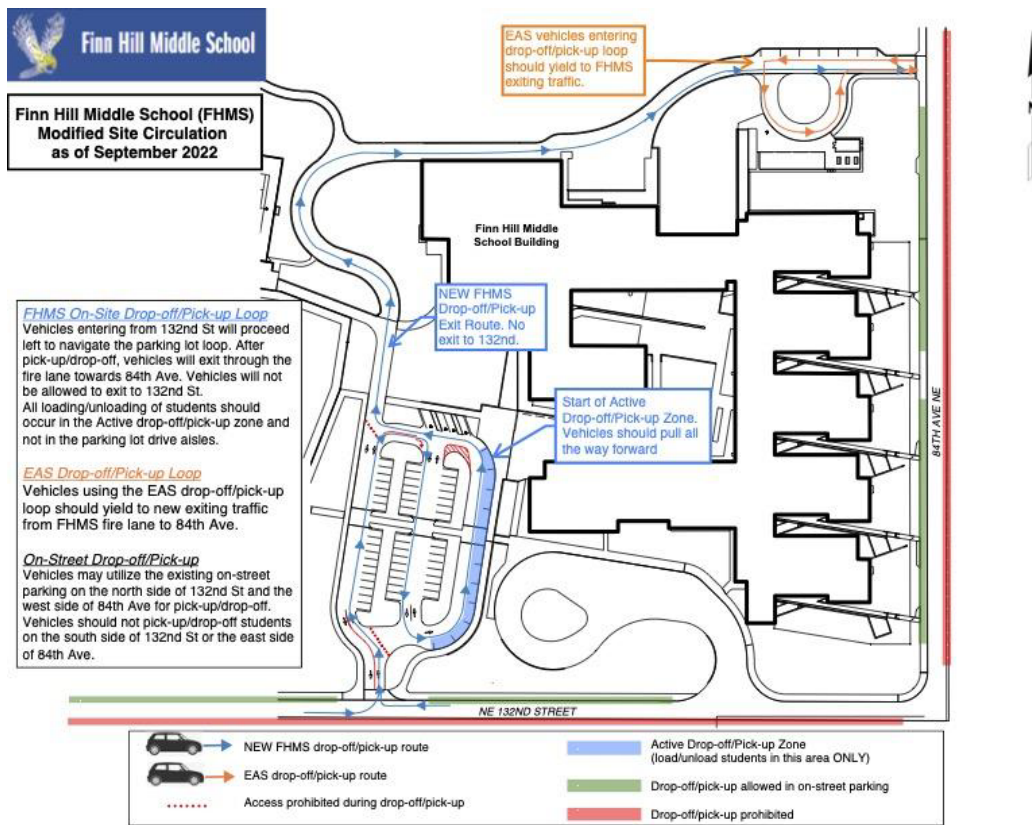 Finn Hill Middle School
Finn Hill Middle School (FHMS)
Modified Site Circulation
as of September 2022
EAS vehicles entering
drop-off/pick-up loop
should yield to FHMS
exiting traffic.
Finn Hill Middle
School Building
NEW FHMS
Drop-off/Pick-up
Exit Route. No
exit to 132nd.
Start of Active
Drop-off/Pick-up Zone.
Vehicles should pull all
the way forward
FHMS On-Site Drop-off/Pick-up Loop
Vehicles entering from 132nd St will proceed
left to navigate the parking lot loop. After
pick-up/drop-off, vehicles will exit through the
fire lane towards 84th Ave. Vehicles will not
be allowed to exit to 132nd St.
All loading/unloading of students should
occur in the Active drop-off/pick-up zone and
not in the parking lot drive aisles.
EAS Drop-off/Pick-up Loop
Vehicles using the EAS drop-off/pick-up
loop should yield to new exiting traffic
from FHMS fire lane to 84th Ave.
On-Street Drop-off/Pick-up
Vehicles may utilize the existing on-street
parking on the north side of 132nd St and the
west side of 84th Ave for pick-up/drop-off.
Vehicles should not pick-up/drop-off students
on the south side of 132nd St or the east side
of 84th Ave.
84TH AVE NE
NE 132ND STREET
NEW FHMS drop-off/pick-up route
EAS drop-off/pick-up route
Access prohibited during drop-off/pick-up
Active Drop-off/Pick-up Zone
(load/unload students in this area ONLY)
Drop-off/pick-up allowed in on-street parking
Drop-off/pick-up prohibited